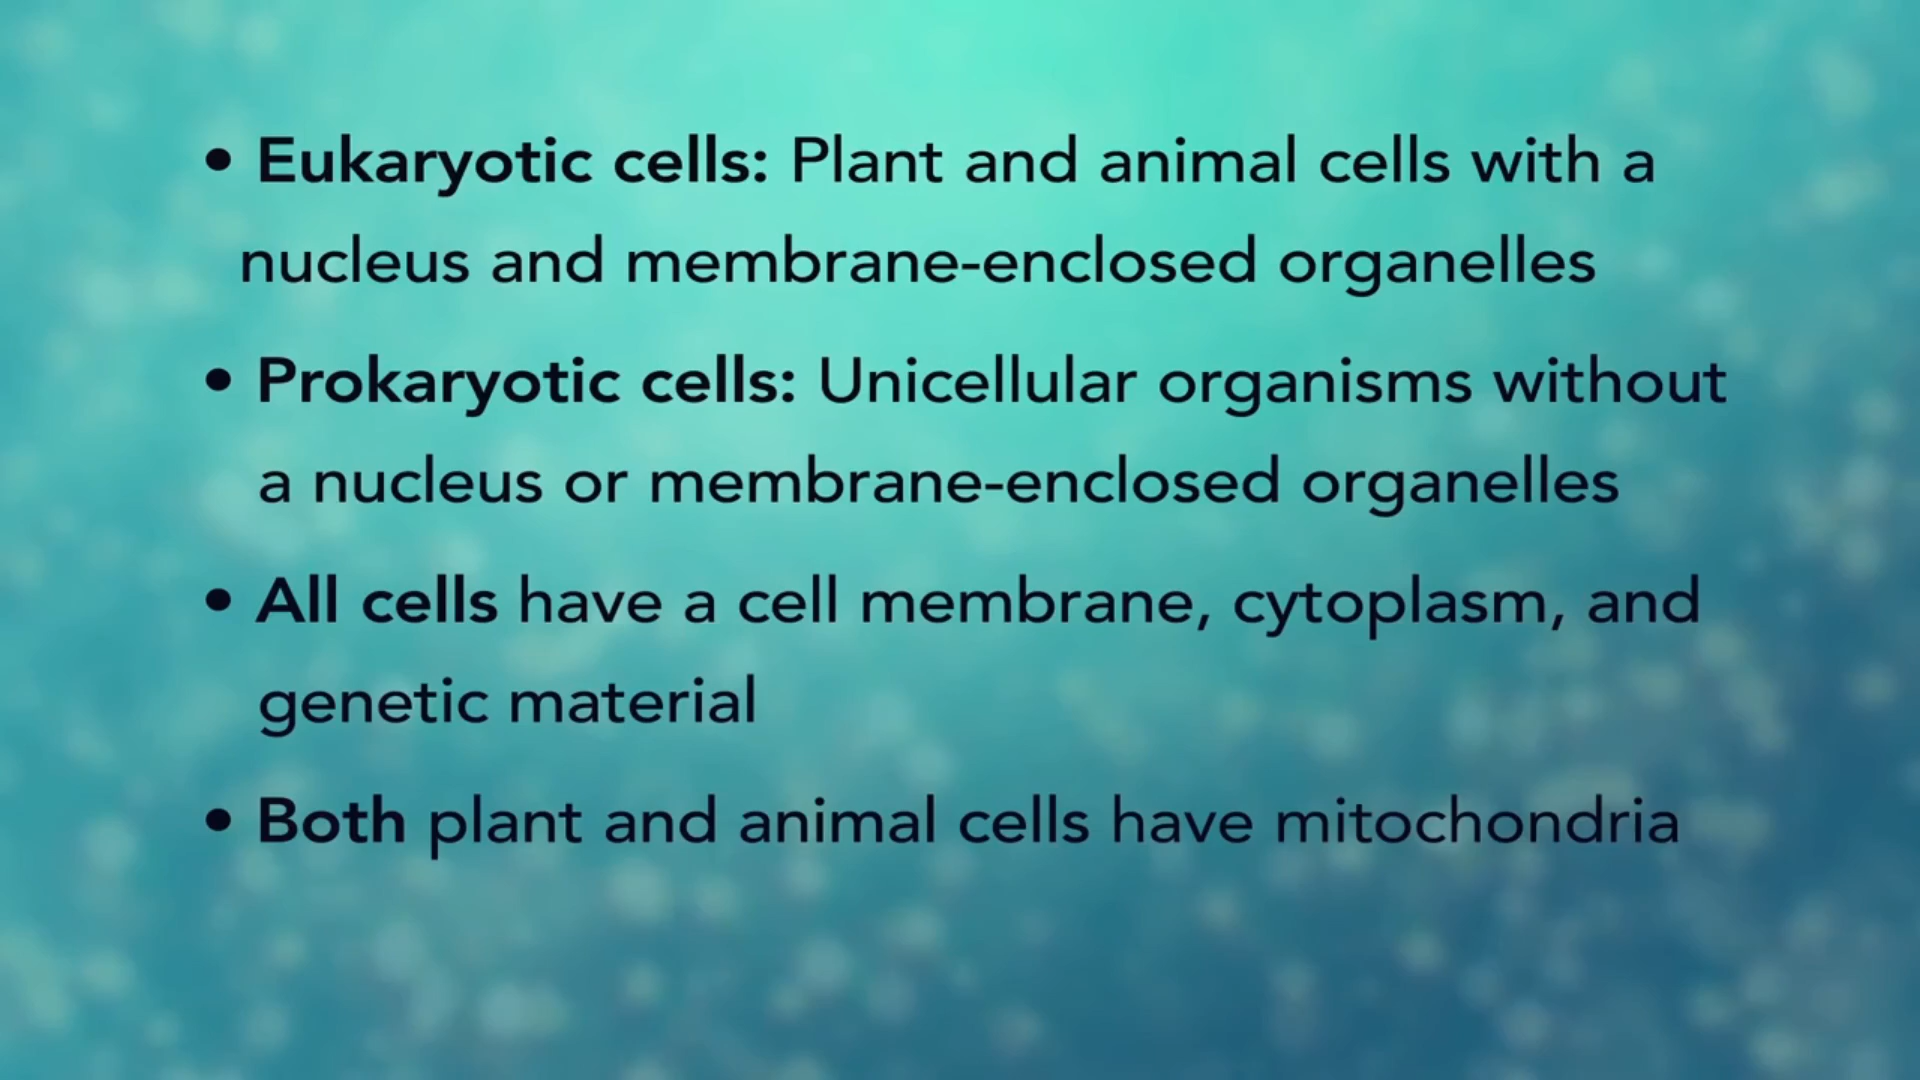 • Eukaryotic cells: Plant and animal cells with a
nucleus and membrane-enclosed organelles
• Prokaryotic cells: Unicellular organisms without
a nucleus or membrane-enclosed organelles
• All cells have a cell membrane, cytoplasm, and
genetic material
• Both plant and animal cells have mitochondria